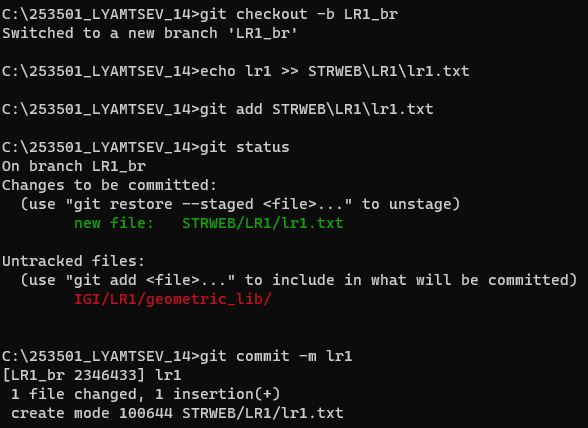 C:\253501_LYAMTSEV_14>git checkout -b LR1_br
Switched to a new branch 'LR1_br'
C:\253501_LYAMTSEV_14>echo lr1 >> STRWEB\LR1\lr1.txt
C:\253501_LYAMTSEV_14>git add STRWEB\LR1\lr1.txt
C:\253501_LYAMTSEV_14>git status
On branch LR1_br
Changes to be committed:
  (use "git restore --staged <file>..." to unstage)
        new file:   STRWEB/LR1/lr1.txt
Untracked files:
  (use "git add <file>..." to include in what will be committed)
        IGI/LR1/geometric_lib/
C:\253501_LYAMTSEV_14>git commit -m lr1
[LR1_br 2346433] lr1
 1 file changed, 1 insertion(+)
 create mode 100644 STRWEB/LR1/lr1.txt